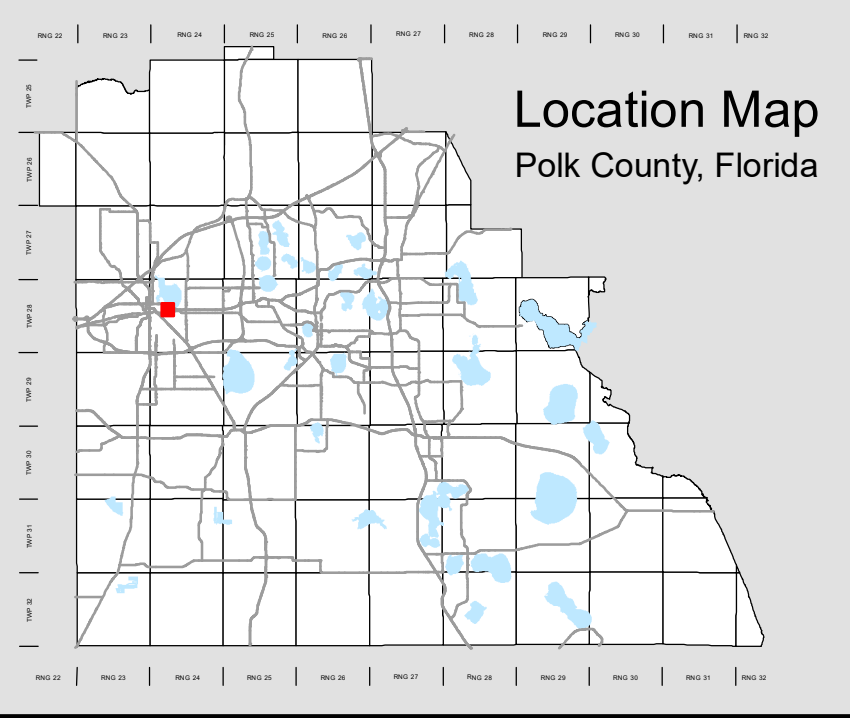 RNG 22 RNG 23 RNG 24 RNG 25 RNG 26 RNG 27 RNG 28 RNG 29 RNG 30 RNG 31 RNG 32
Location Map
Polk County, Florida
TWP 25
TWP 26
TWP 27
TWP 28
TWP 29
TWP 30
TWP 31
TWP 32
RNG 22 RNG 23 RNG 24 RNG 25 RNG 26 RNG 27 RNG 28 RNG 29 RNG 30 RNG 31 RNG 32